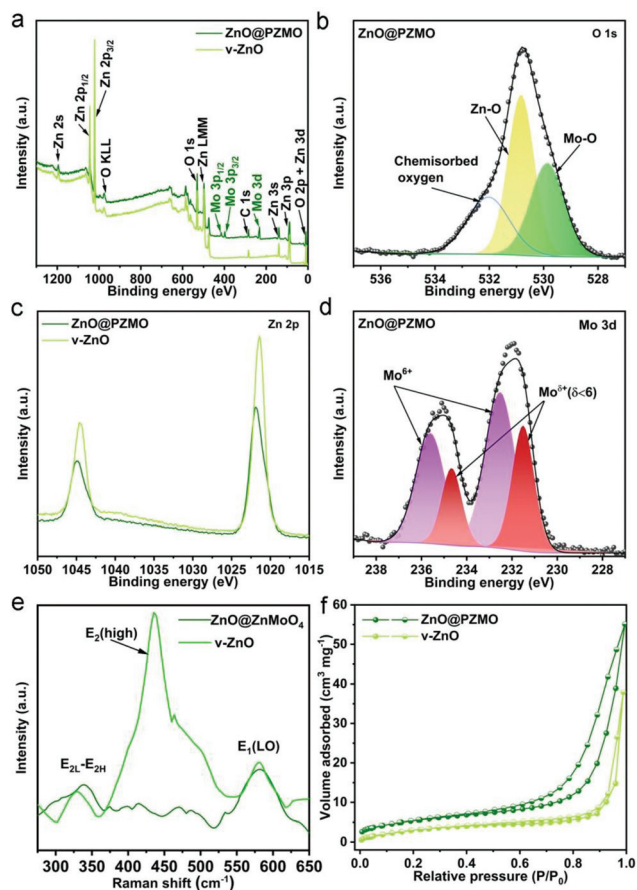 a
ZnO@PZMO
v-ZnO
Intensity (a.u.)
Zn 2s
Zn 2p1/2
Zn 2p3/2
O KLL
O 1s
Zn LMM
Mo 3p1/2
Mo 3p3/2
C 1s
Mo 3d
Zn 3s
Zn 3p
O 2p + Zn 3d
1200 1000 800 600 400 200 0
Binding energy (eV)
b
ZnO@PZMO
O 1s
Intensity (a.u.)
Zn-O
Mo-O
Chemisorbed
oxygen
536 534 532 530 528
Binding energy (eV)
c
ZnO@PZMO
v-ZnO
Zn 2p
Intensity (a.u.)
1050 1045 1040 1035 1030 1025 1020 1015
Binding energy (eV)
d
ZnO@PZMO
Mo 3d
Intensity (a.u.)
Mo6+
Moδ+(δ<6)
238 236 234 232 230 228
Binding energy (eV)
e
ZnO@ZnMoO4
v-ZnO
Intensity (a.u.)
E2(high)
E2L-E2H
E1(LO)
300 350 400 450 500 550 600 650
Raman shift (cm-1)
f
ZnO@PZMO
v-ZnO
Volume adsorbed (cm3 mg-1)
60
50
40
30
20
10
0
0.0 0.2 0.4 0.6 0.8 1.0
Relative pressure (P/P0)